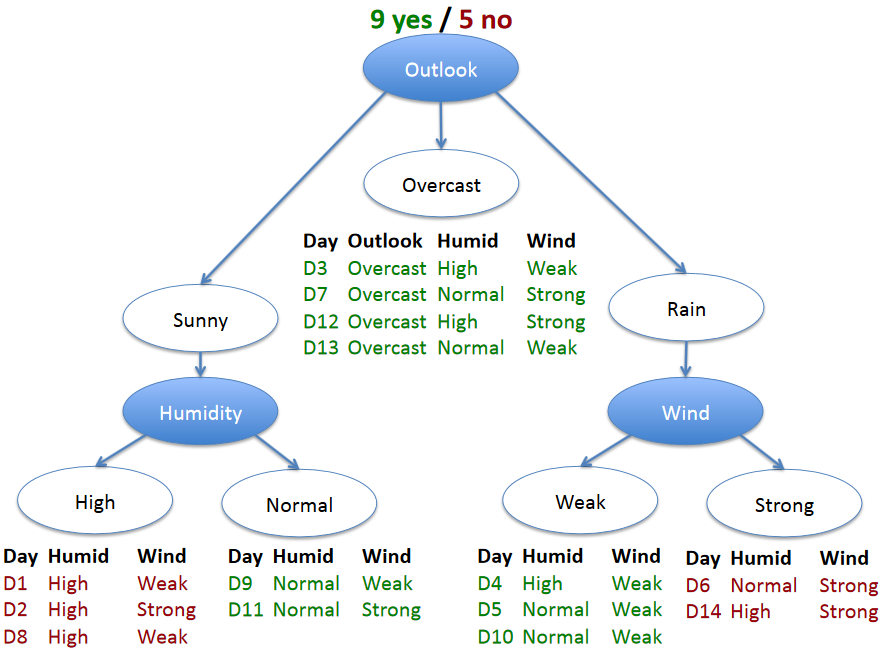 9 yes / 5 no
Outlook
Overcast
Day Outlook Humid Wind
D3 Overcast High Weak
D7 Overcast Normal Strong
D12 Overcast High Strong
D13 Overcast Normal Weak
Sunny
Rain
Humidity
Wind
High
Normal
Weak
Strong
Day Humid Wind
D1 High Weak
D2 High Strong
D8 High Weak
Day Humid Wind
D9 Normal Weak
D11 Normal Strong
Day Humid Wind
D4 High Weak
D5 Normal Weak
D10 Normal Weak
Day Humid Wind
D6 Normal Strong
D14 High Strong